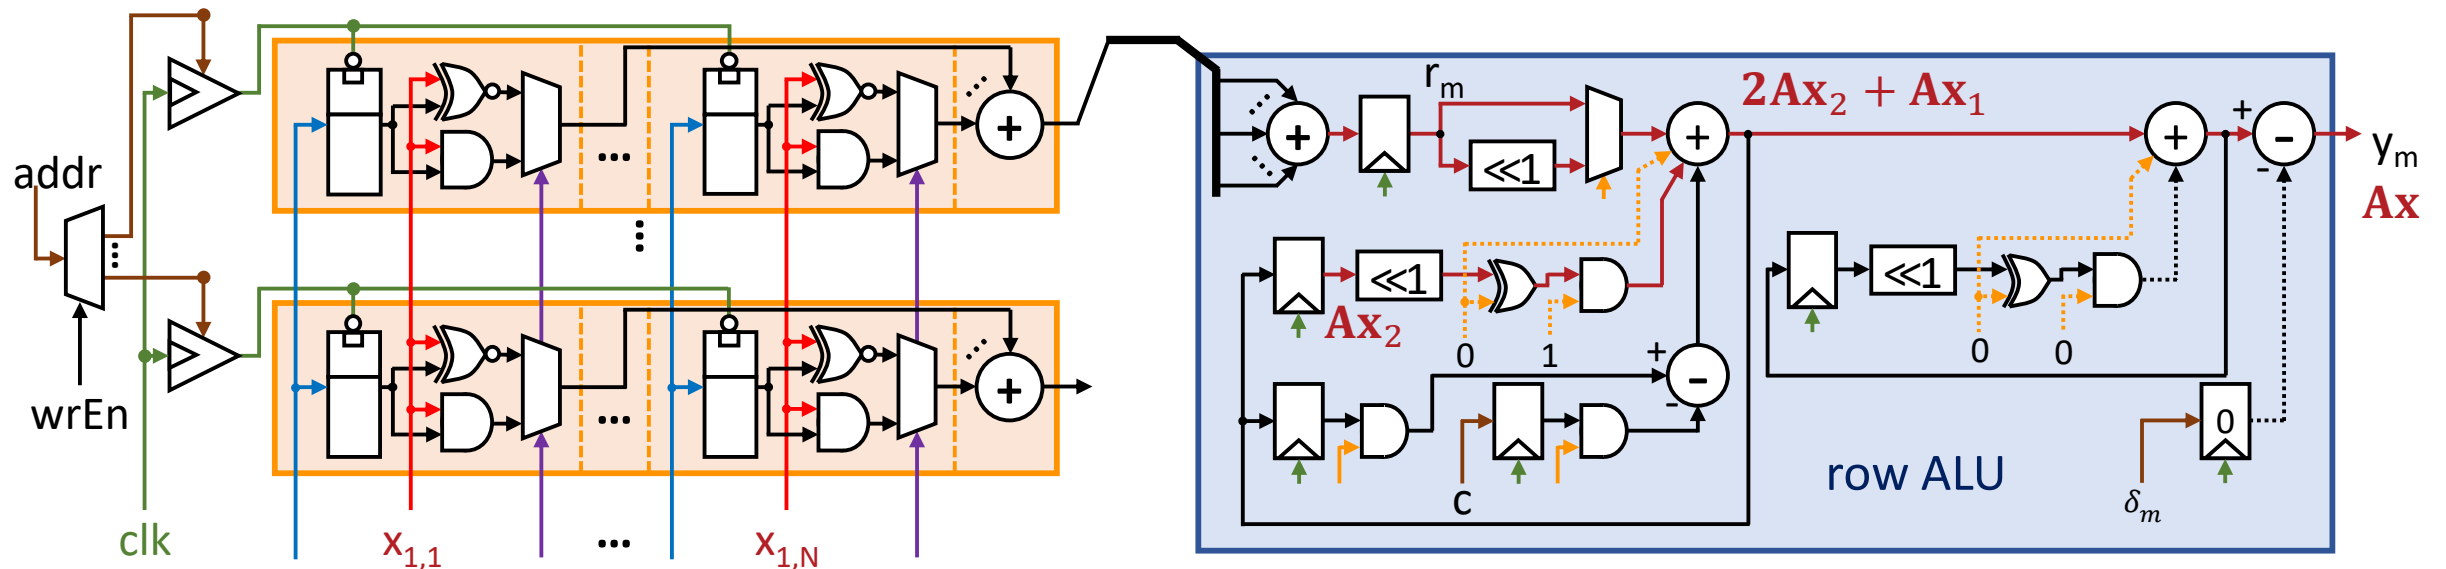 addr
wrEn
clk
x1,1
...
x1,N
+
+
+
rm
<<1
+
2Ax2 + Ax1
+
+
-
-
ym
Ax
<<1
Ax2
0
1
<<1
0
0
+
-
-
c
0
δm
row ALU